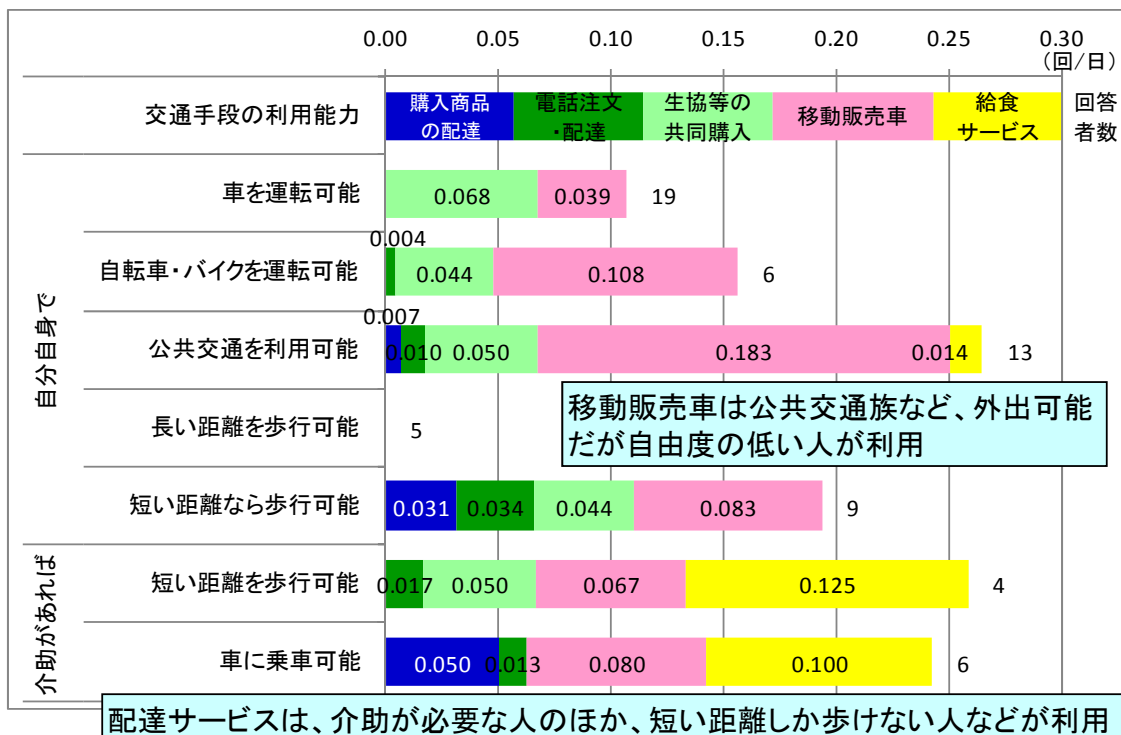 0.00 0.05 0.10 0.15 0.20 0.25 0.30
(回/日)
交通手段の利用能力
購入商品
の配達
電話注文
・配達
生協等の
共同購入
移動販売車
給食
サービス
回答
者数
自分自身で
車を運転可能
0.068 0.039 19
自転車・バイクを運転可能
0.004
0.044 0.108 6
公共交通を利用可能
0.007
0.010 0.050 0.183 0.014 13
長い距離を歩行可能
5
移動販売車は公共交通族など、外出可能
だが自由度の低い人が利用
短い距離なら歩行可能
0.031 0.034 0.044 0.083 9
介助があれば
短い距離を歩行可能
0.017 0.050 0.067 0.125 4
車に乗車可能
0.050 0.013 0.080 0.100 6
配達サービスは、介助が必要な人のほか、短い距離しか歩けない人などが利用